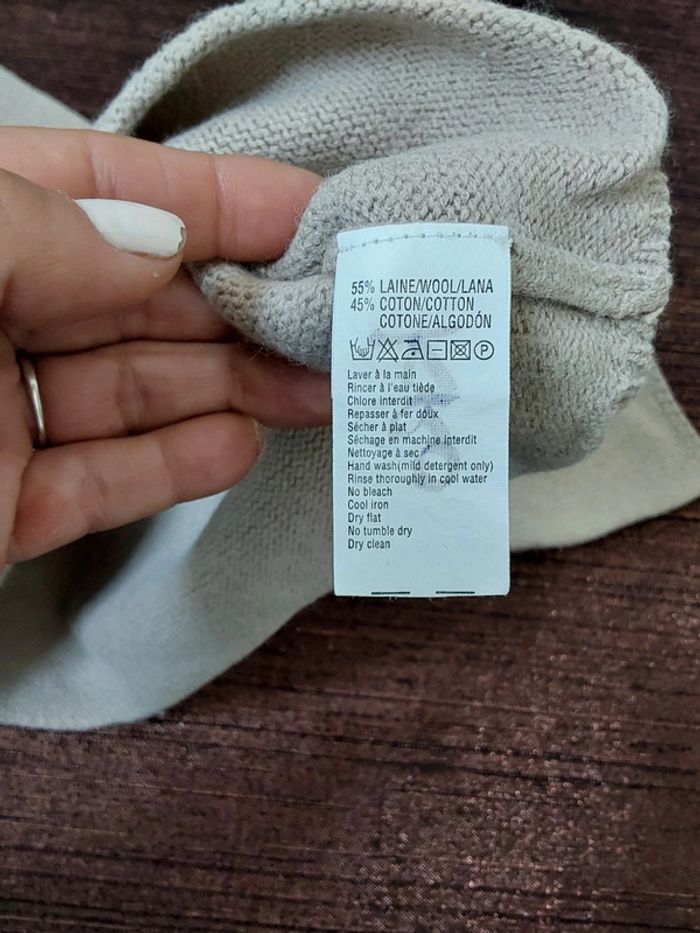 55% LAINE/WOOL/LANA
45% COTON/COTTON
COTONE/ALGODÓN
P
Laver à la main
Rincer à l'eau tiède
Chlore interdit
Repasser à fer doux
Sécher à plat
Séchage en machine interdit
Nettoyage à sec
Hand wash(mild detergent only)
Rinse thoroughly in cool water
No bleach
Cool iron
Dry flat
No tumble dry
Dry clean